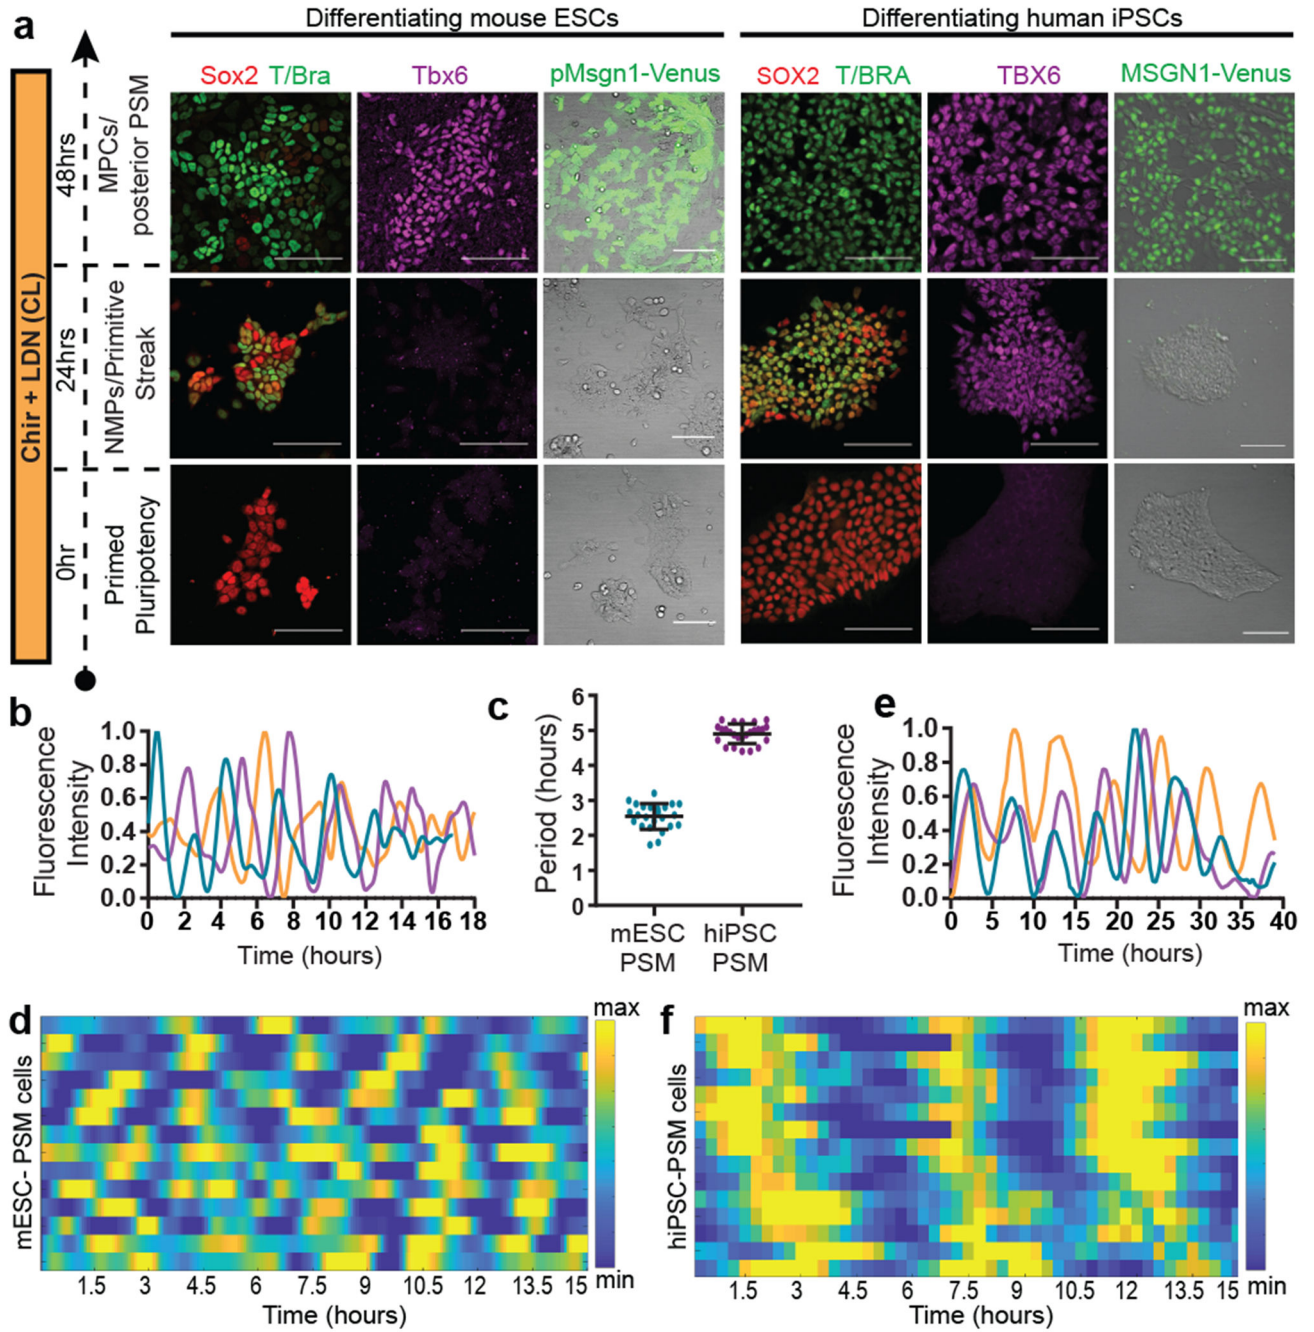 a
Differentiating mouse ESCs
Differentiating human iPSCs
Sox2 T/Bra
Tbx6
pMsgn1-Venus
SOX2 T/BRA
TBX6
MSGN1-Venus
Chir + LDN (CL)
48hrs
MPCs/
posterior PSM
24hrs
NMPs/Primitive
Streak
0hr
Primed
Pluripotency
b
Fluorescence
Intensity
1.0
0.8
0.6
0.4
0.2
0.0
0 2 4 6 8 10 12 14 16 18
Time (hours)
c
Period (hours)
6
5
4
3
2
1
0
mESC
PSM
hiPSC
PSM
e
Fluorescence
Intensity
1.0
0.8
0.6
0.4
0.2
0.0
0 5 10 15 20 25 30 35 40
Time (hours)
d
mESC- PSM cells
max
min
1.5 3 4.5 6 7.5 9 10.5 12 13.5 15
Time (hours)
f
hiPSC-PSM cells
max
min
1.5 3 4.5 6 7.5 9 10.5 12 13.5 15
Time (hours)